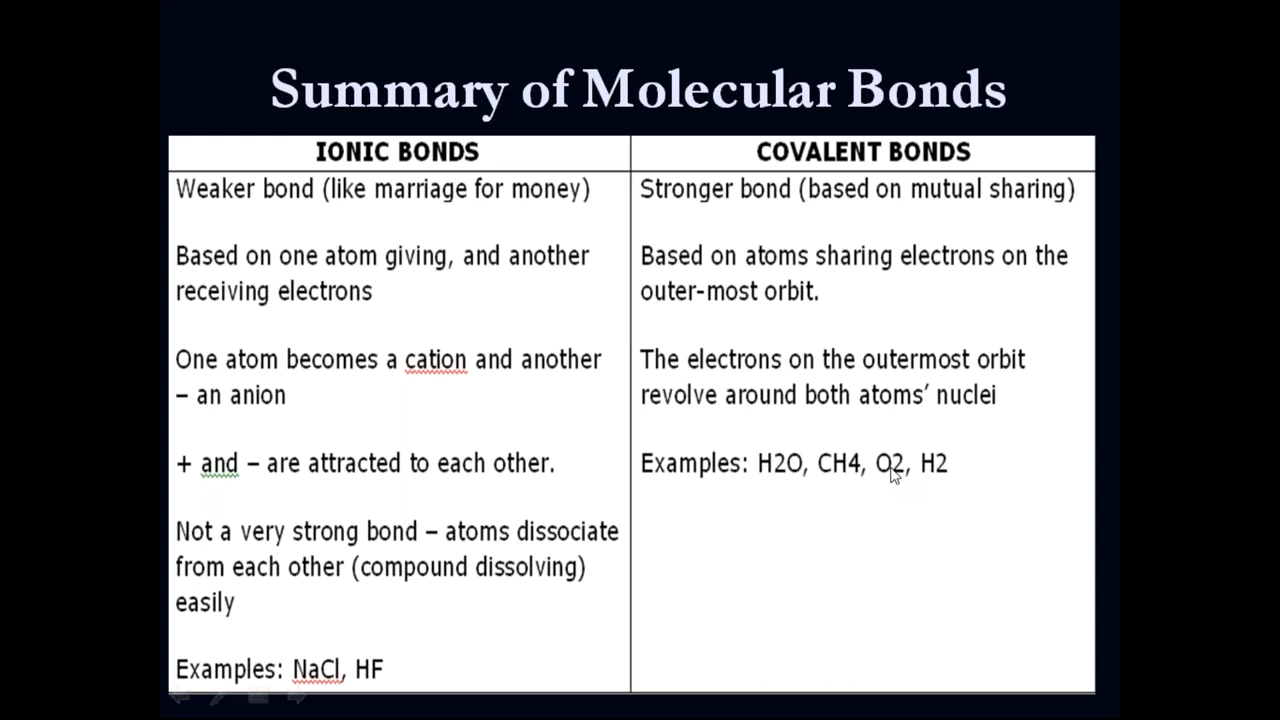 Summary of Molecular Bonds
IONIC BONDS
Weaker bond (like marriage for money)
Based on one atom giving, and another
receiving electrons
One atom becomes a cation and another
– an anion
+ and – are attracted to each other.
Not a very strong bond – atoms dissociate
from each other (compound dissolving)
easily
Examples: NaCl, HF
COVALENT BONDS
Stronger bond (based on mutual sharing)
Based on atoms sharing electrons on the
outer-most orbit.
The electrons on the outermost orbit
revolve around both atoms’ nuclei
Examples: H2O, CH4, O2, H2